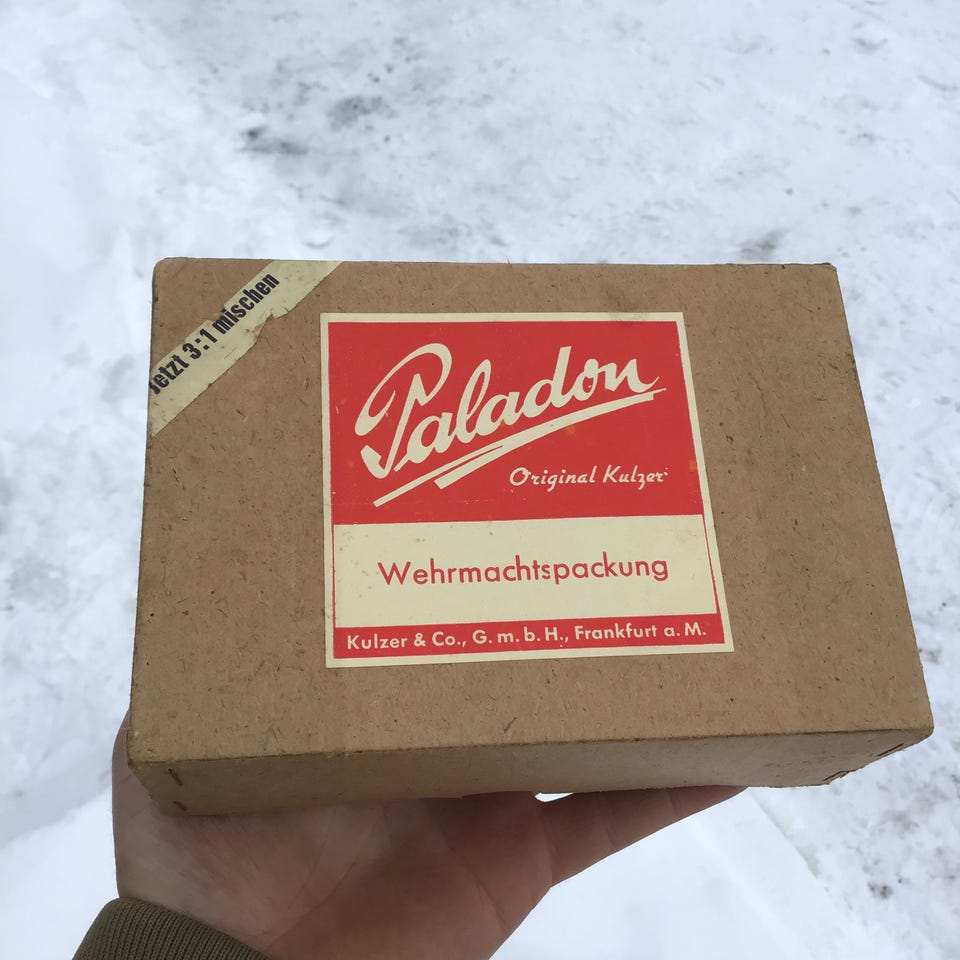 Jetzt 3:1 mischen
Paladon
Original Kulzer
Wehrmachtspackung
Kulzer & Co., G. m. b. H., Frankfurt a. M.